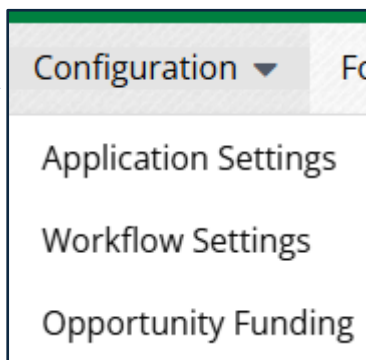 Configuration
Application Settings
Workflow Settings
Opportunity Funding